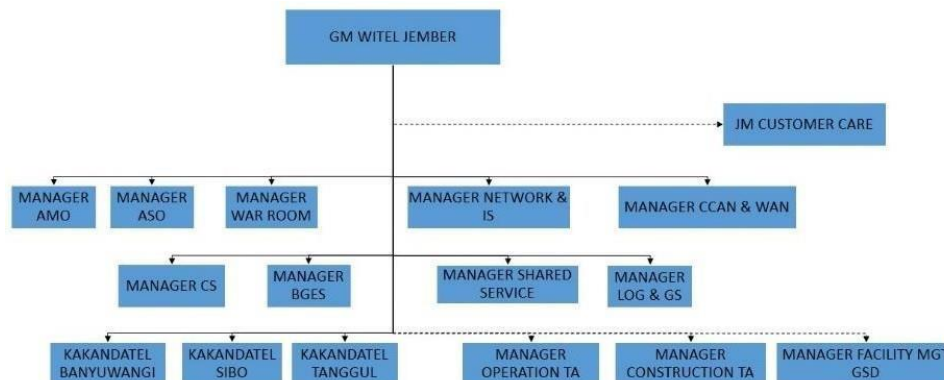 GM WITEL JEMBER
JM CUSTOMER CARE
MANAGER
AMO
MANAGER
ASO
MANAGER
WAR ROOM
MANAGER NETWORK &
IS
MANAGER CCAN & WAN
MANAGER CS
MANAGER
BGES
MANAGER SHARED
SERVICE
MANAGER
LOG & GS
KAKANDATEL
BANYUWANGI
KAKANDATEL
SIBO
KAKANDATEL
TANGGUL
MANAGER
OPERATION TA
MANAGER
CONSTRUCTION TA
MANAGER FACILITY MGT
GSD